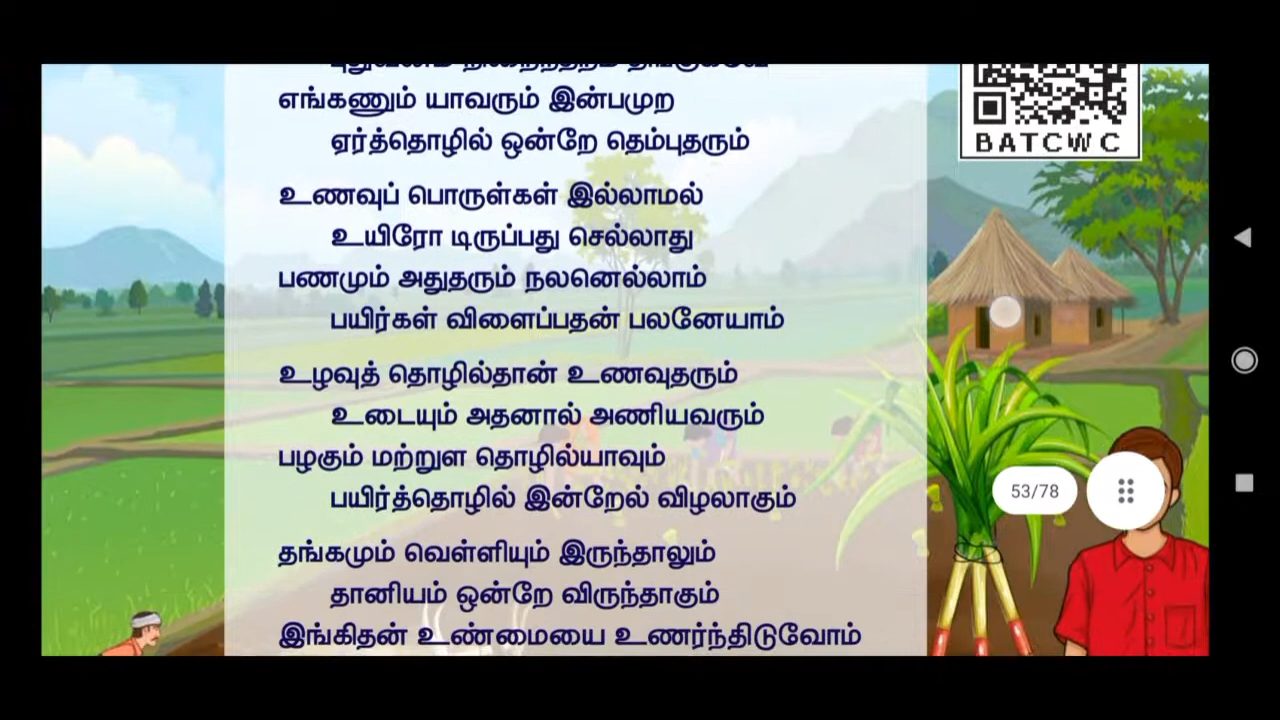 எங்கணும் யாவரும் இன்பமுற
ஏர்த்தொழில் ஒன்றே தெம்புதரும்
BATCWC
உணவுப் பொருள்கள் இல்லாமல்
உயிரோ டிருப்பது செல்லாது
பணமும் அதுதரும் நலனெல்லாம்
பயிர்கள் விளைப்பதன் பலனேயாம்
உழவுத் தொழில்தான் உணவுதரும்
உடையும் அதனால் அணியவரும்
பழகும் மற்றுள தொழில்யாவும்
பயிர்த்தொழில் இன்றேல் விழலாகும்
53/78
தங்கமும் வெள்ளியும் இருந்தாலும்
தானியம் ஒன்றே விருந்தாகும்
இங்கிதன் உண்மையை உணர்ந்திடுவோம்